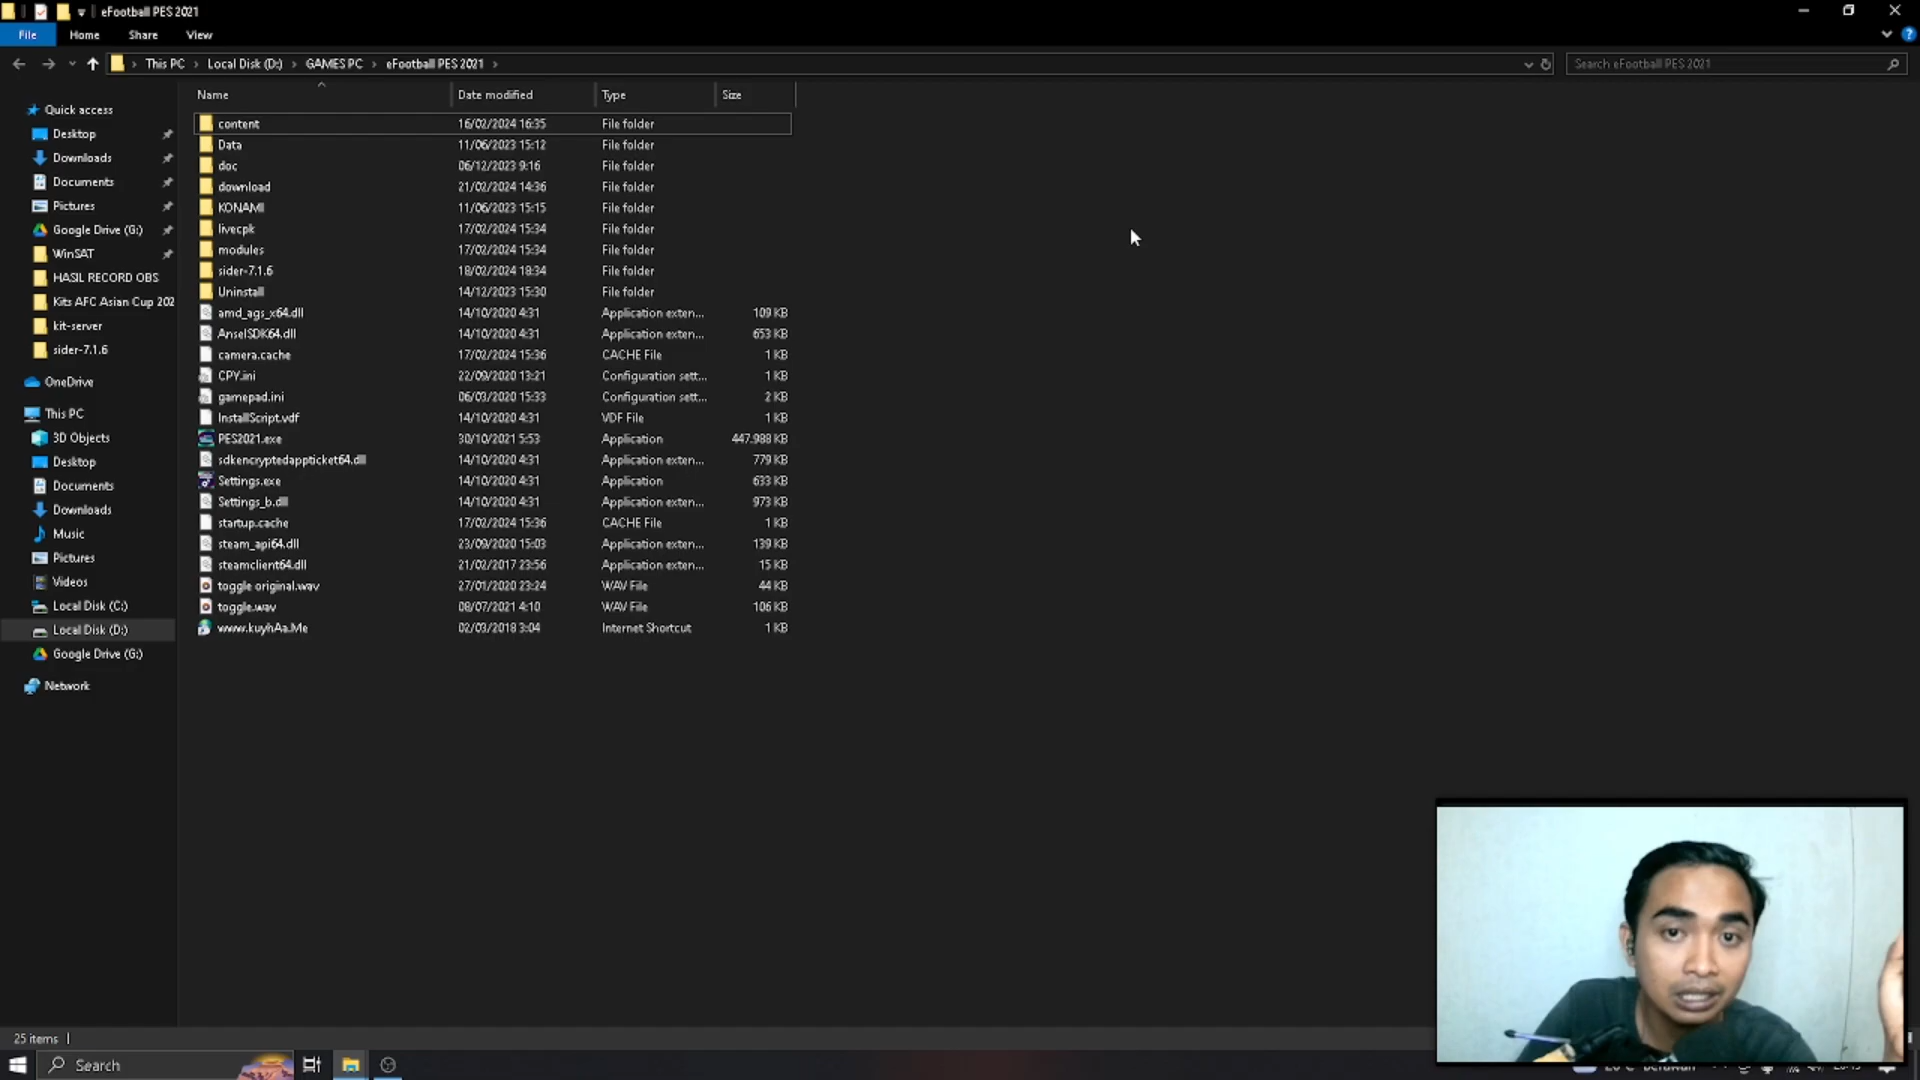 eFootball PES 2021
File Home Share View
This PC Local Disk (D:) GAMES PC eFootball PES 2021
Search eFootball PES 2021
Name Date modified Type Size
Quick access
Desktop
Downloads
Documents
Pictures
Google Drive (G:)
WinSAT
HASIL RECORD OBS
Kits AFC Asian Cup 202
kit-server
sider-7.1.6
OneDrive
This PC
3D Objects
Desktop
Documents
Downloads
Music
Pictures
Videos
Local Disk (C:)
Local Disk (D:)
Google Drive (G:)
Network
content 16/02/2024 16:35 File folder
Data 11/06/2023 15:12 File folder
doc 06/12/2023 9:16 File folder
download 21/02/2024 14:36 File folder
KONAMI 11/06/2023 15:15 File folder
livecpk 17/02/2024 15:34 File folder
modules 17/02/2024 15:34 File folder
sider-7.1.6 18/02/2024 18:34 File folder
Uninstall 14/12/2023 15:30 File folder
amd_ags_x64.dll 14/10/2020 4:31 Application exten... 109 KB
AnselSDK64.dll 14/10/2020 4:31 Application exten... 653 KB
camera.cache 17/02/2024 15:36 CACHE File 1 KB
CPY.ini 22/09/2020 13:21 Configuration sett... 1 KB
gamepad.ini 06/03/2020 15:33 Configuration sett... 2 KB
InstallScript.vdf 14/10/2020 4:31 VDF File 1 KB
PES2021.exe 30/10/2021 5:53 Application 447.988 KB
sdkencryptedappticket64.dll 14/10/2020 4:31 Application exten... 779 KB
Settings.exe 14/10/2020 4:31 Application 633 KB
Settings_b.dll 14/10/2020 4:31 Application exten... 973 KB
startup.cache 17/02/2024 15:36 CACHE File 1 KB
steam_api64.dll 23/09/2020 15:03 Application exten... 139 KB
steamclient64.dll 21/02/2017 23:56 Application exten... 15 KB
toggle original.wav 27/01/2020 23:24 WAV File 44 KB
toggle.wav 08/07/2021 4:10 WAV File 106 KB
www.kuyhAa.Me 02/03/2018 3:04 Internet Shortcut 1 KB
25 items
Search